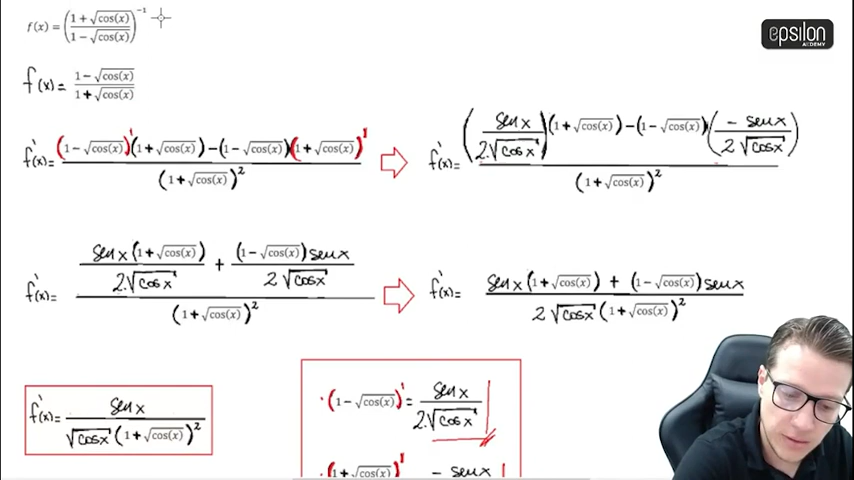 f(x) = ((1 + √cos(x))/(1 − √cos(x)))⁻¹
epsilon
ACADEMY
f(x) = (1 − √cos(x))/(1 + √cos(x))
f'(x) = ((1 − √cos(x))'(1 + √cos(x)) − (1 − √cos(x))(1 + √cos(x))')/(1 + √cos(x))²
f'(x) = ((sen x/2·√cos x)(1 + √cos(x)) − (1 − √cos(x))(− sen x/2 √cos x))/(1 + √cos(x))²
f'(x) = (sen x (1 + √cos(x))/2·√cos x + (1 − √cos(x)) sen x/2 √cos x)/(1 + √cos(x))²
f'(x) = (sen x (1 + √cos(x)) + (1 − √cos(x)) sen x)/(2 √cos x (1 + √cos(x))²)
f'(x) = sen x/(√cos x (1 + √cos(x))²)
· (1 − √cos(x))' = sen x/2·√cos x
· (1 + √cos(x))' − sen x